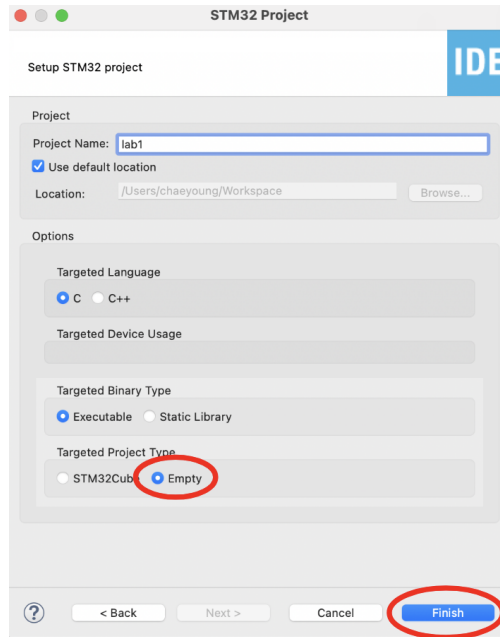 STM32 Project
Setup STM32 project
IDE
Project
Project Name: lab1
Use default location
Location: /Users/chaeyoung/Workspace Browse...
Options
Targeted Language
C C++
Targeted Device Usage
Targeted Binary Type
Executable Static Library
Targeted Project Type
STM32Cube Empty
? < Back Next > Cancel Finish